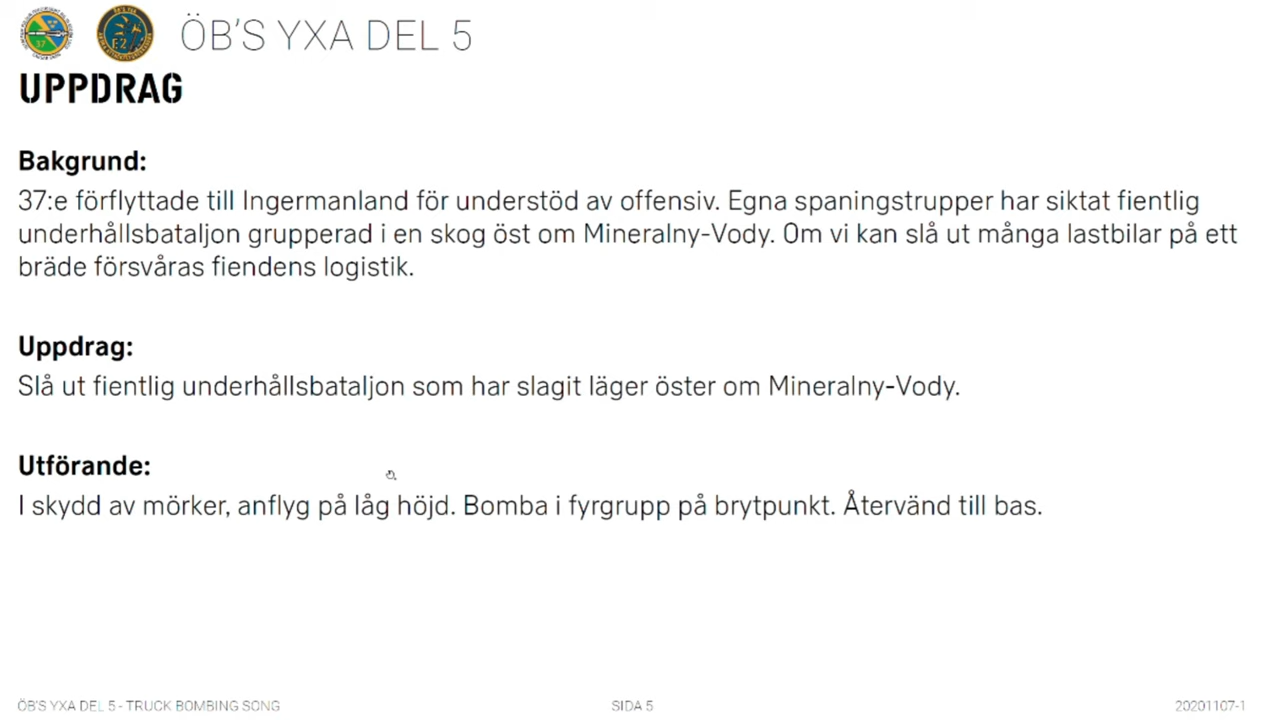 ÖB'S YXA DEL 5
UPPDRAG
Bakgrund:
37:e förflyttade till Ingermanland för understöd av offensiv. Egna spaningstrupper har siktat fientlig
underhållsbataljon grupperad i en skog öst om Mineralny-Vody. Om vi kan slå ut många lastbilar på ett
bräde försvåras fiendens logistik.
Uppdrag:
Slå ut fientlig underhållsbataljon som har slagit läger öster om Mineralny-Vody.
Utförande:
I skydd av mörker, anflyg på låg höjd. Bomba i fyrgrupp på brytpunkt. Återvänd till bas.
ÖB'S YXA DEL 5 - TRUCK BOMBING SONG
SIDA 5
20201107-1